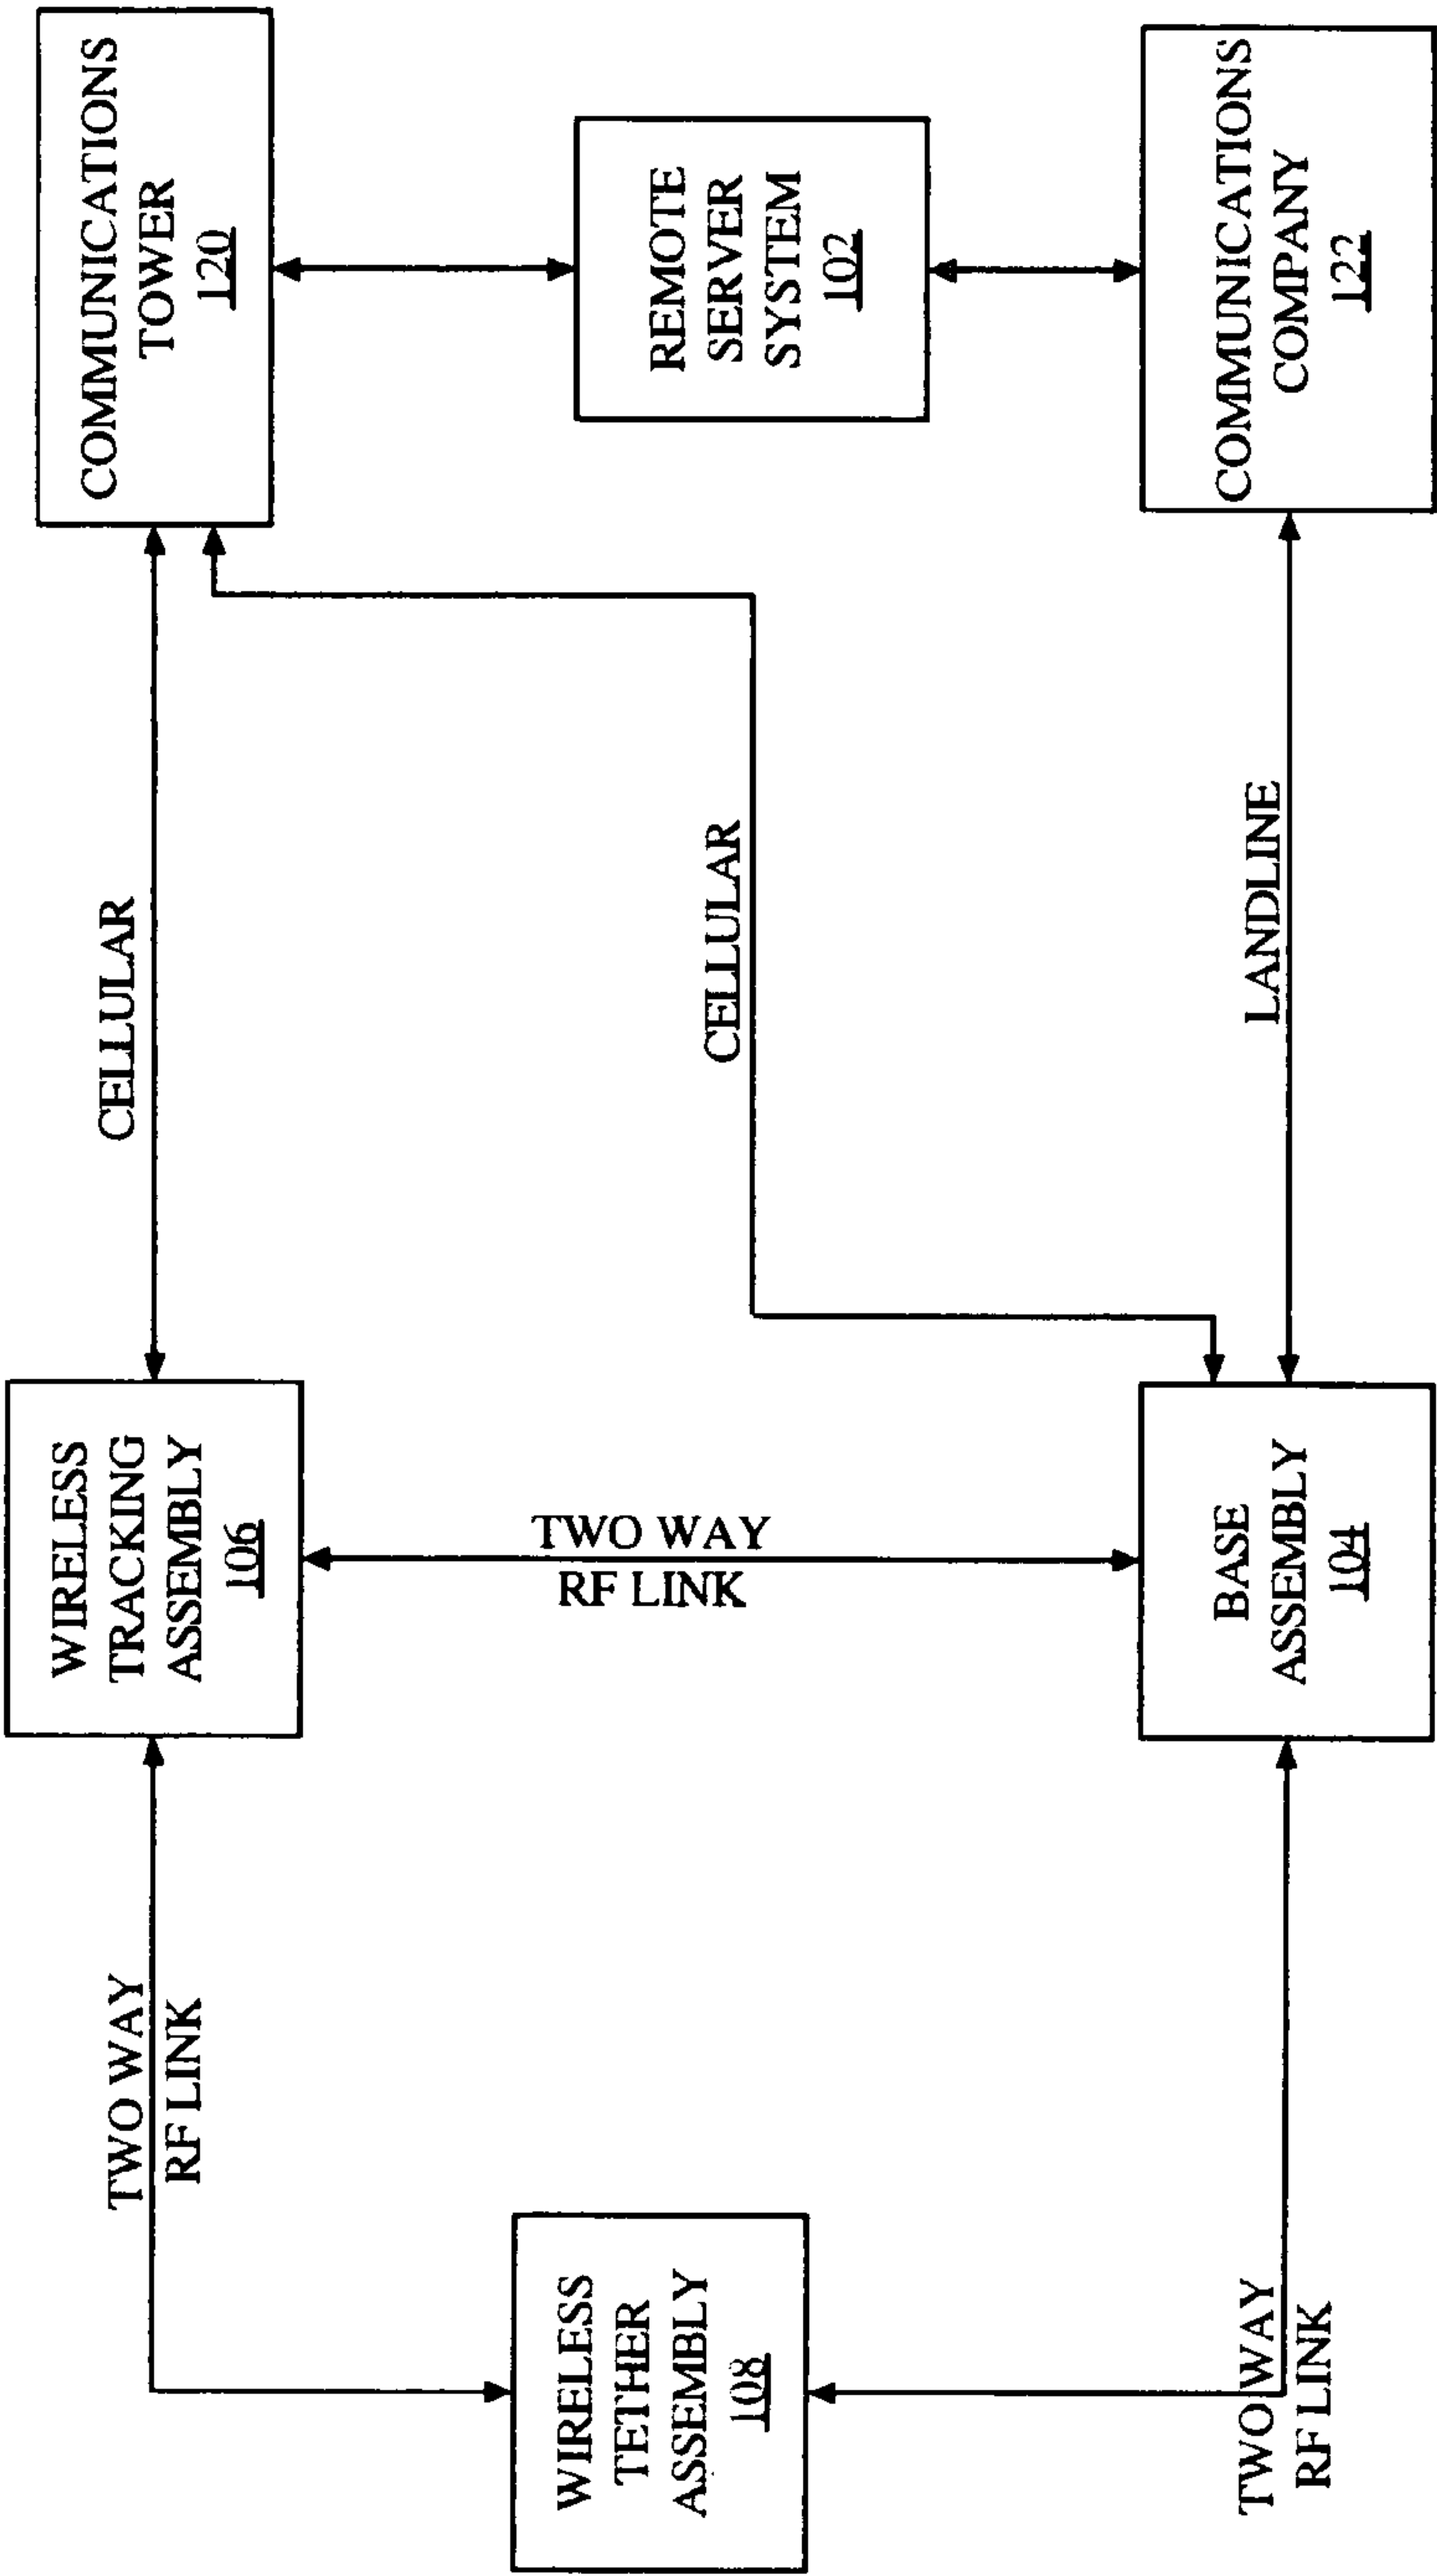 WIRELESS
TETHER
ASSEMBLY
108
TWO WAY
RF LINK
TWO WAY
RF LINK
WIRELESS
TRACKING
ASSEMBLY
106
TWO WAY
RF LINK
BASE
ASSEMBLY
104
CELLULAR
CELLULAR
LANDLINE
COMMUNICATIONS
TOWER
120
REMOTE
SERVER
SYSTEM
102
COMMUNICATIONS
COMPANY
122